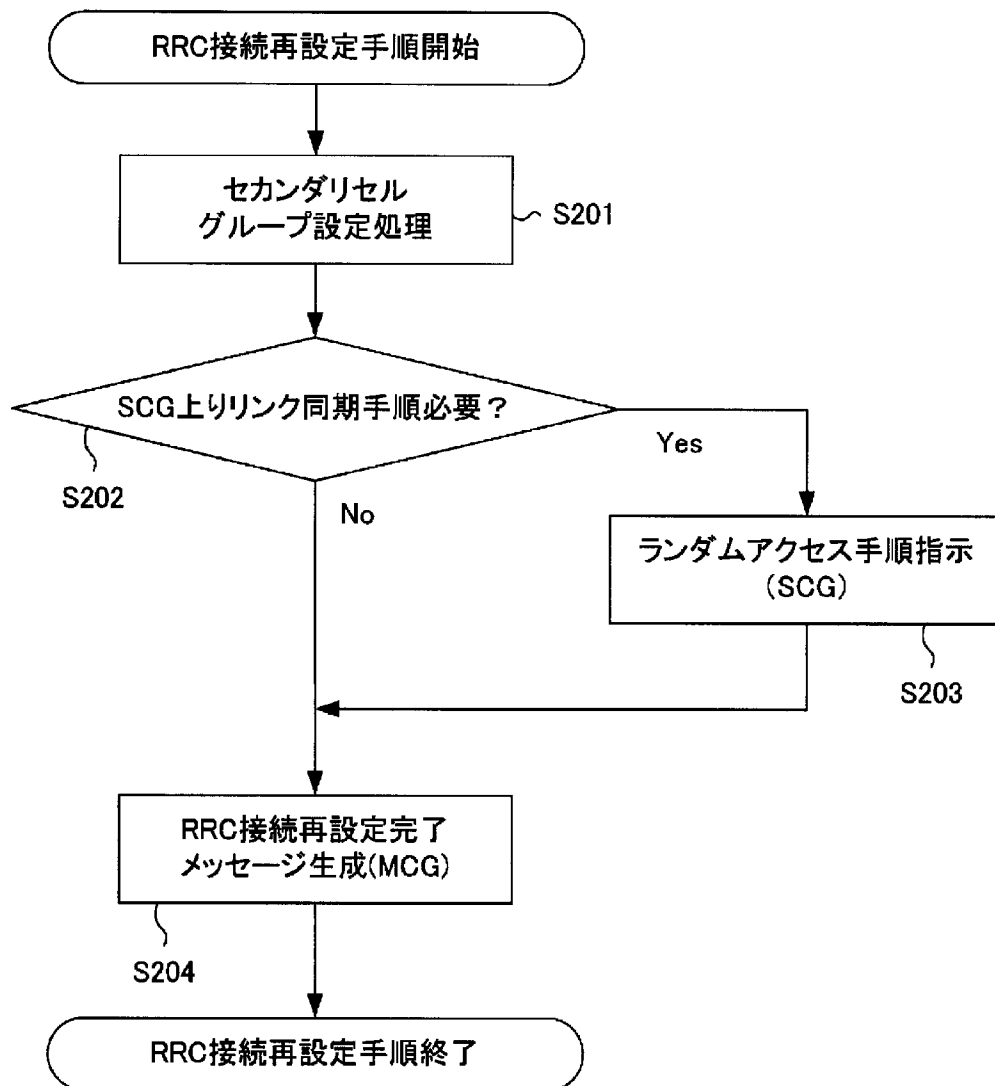 RRC接続再設定手順開始
セカンダリセル
グループ設定処理
S201
SCG上りリンク同期手順必要？
S202
Yes
No
ランダムアクセス手順指示
(SCG)
S203
RRC接続再設定完了
メッセージ生成(MCG)
S204
RRC接続再設定手順終了